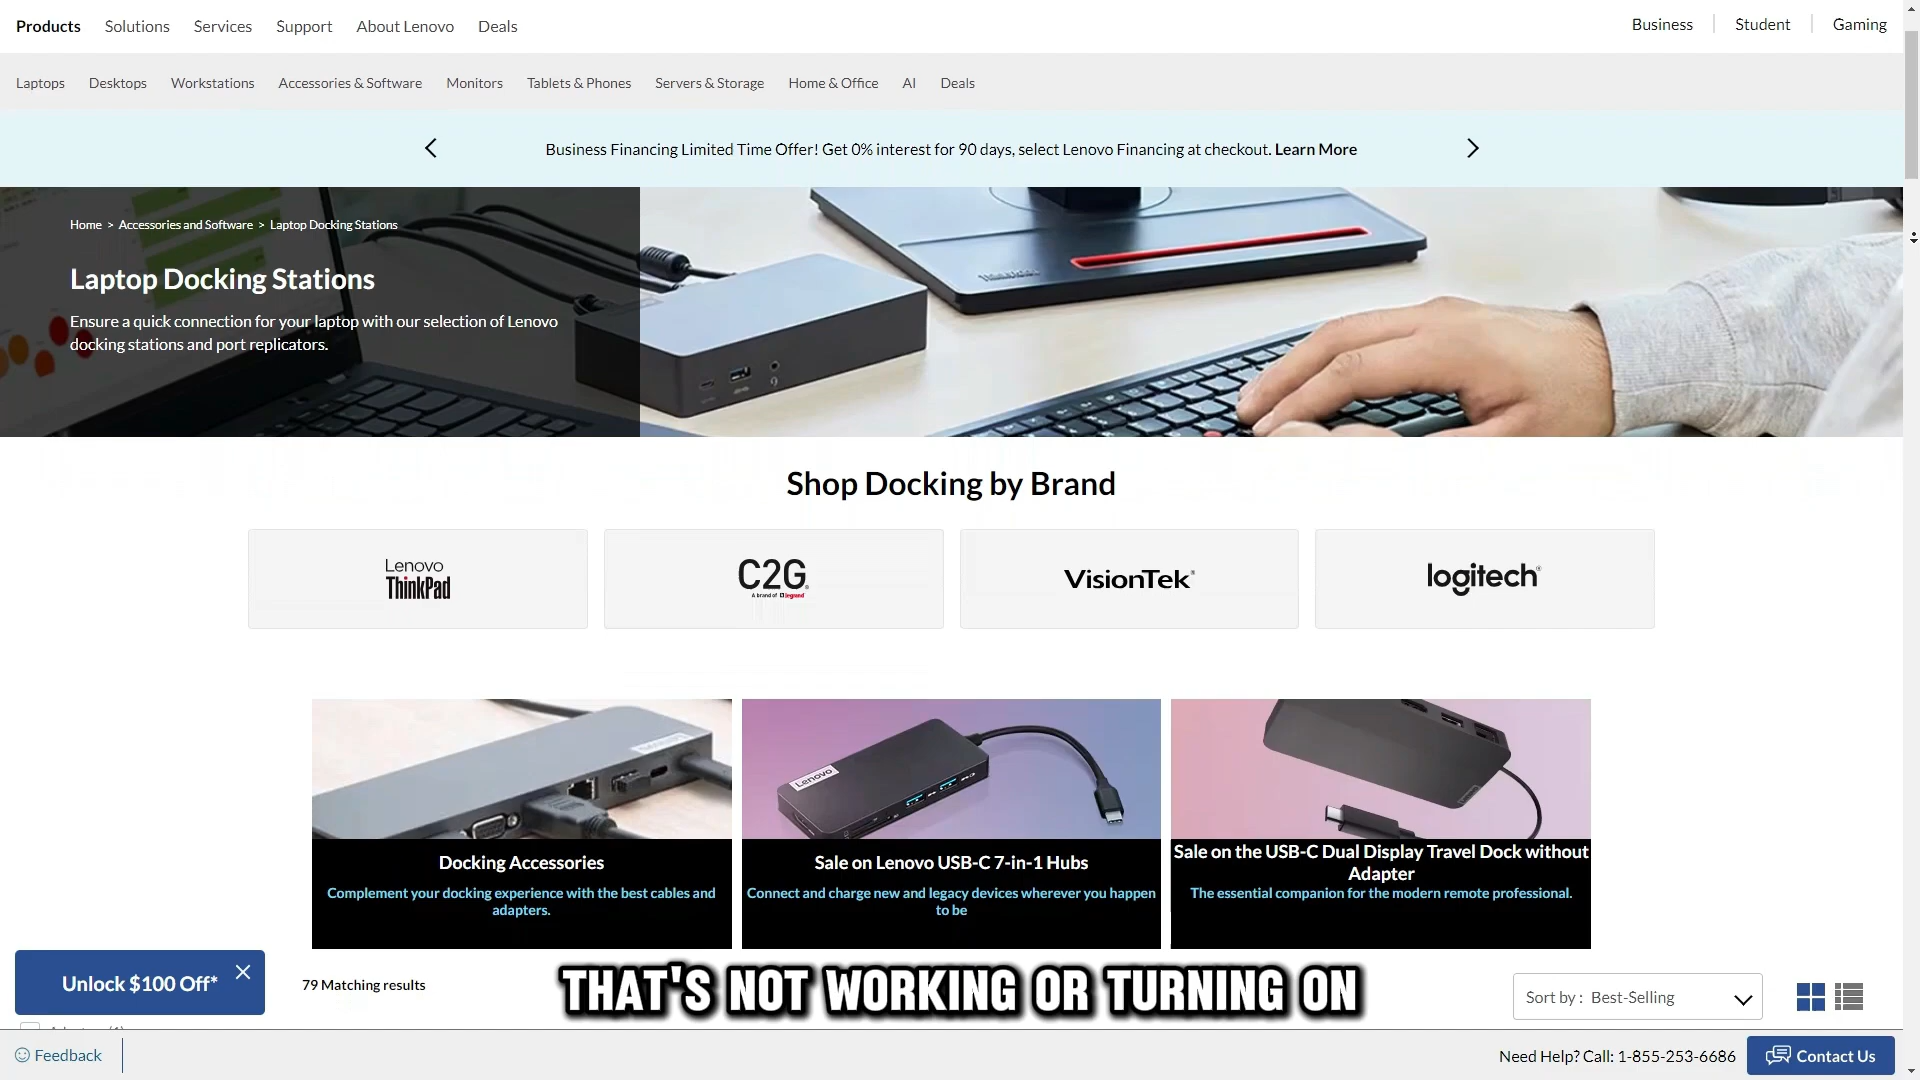 Products Solutions Services Support About Lenovo Deals
Business Student Gaming
Laptops Desktops Workstations Accessories & Software Monitors Tablets & Phones Servers & Storage Home & Office AI Deals
Business Financing Limited Time Offer! Get 0% interest for 90 days, select Lenovo Financing at checkout. Learn More
Home > Accessories and Software > Laptop Docking Stations
Laptop Docking Stations
Ensure a quick connection for your laptop with our selection of Lenovo
docking stations and port replicators.
ThinkPad
Shop Docking by Brand
Lenovo
ThinkPad
C2G
A brand of legrand
VisionTek
logitech
Lenovo
Docking Accessories
Complement your docking experience with the best cables and
adapters.
Sale on Lenovo USB-C 7-in-1 Hubs
Connect and charge new and legacy devices wherever you happen
to be
Sale on the USB-C Dual Display Travel Dock without
Adapter
The essential companion for the modern remote professional.
Unlock $100 Off*
79 Matching results
THAT'S NOT WORKING OR TURNING ON
Sort by : Best-Selling
Feedback
Need Help? Call: 1-855-253-6686
Contact Us